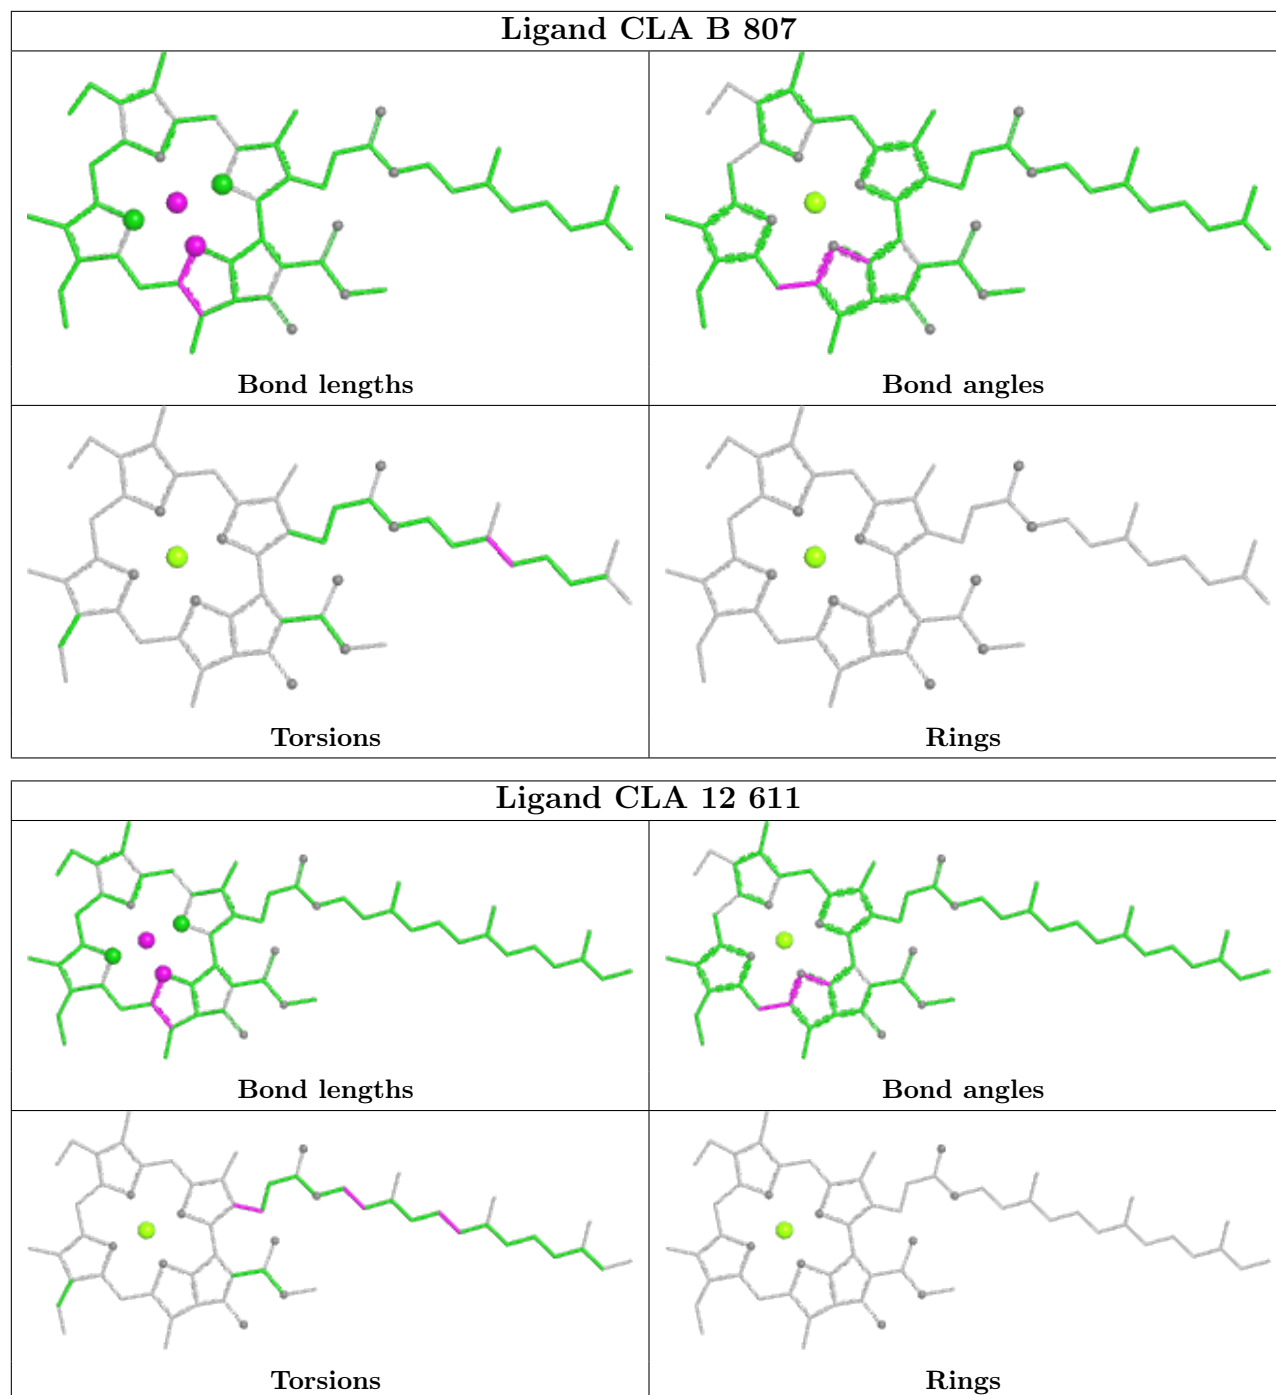 Ligand CLA B 807
Bond lengths
Bond angles
Torsions
Rings
Ligand CLA 12 611
Bond lengths
Bond angles
Torsions
Rings